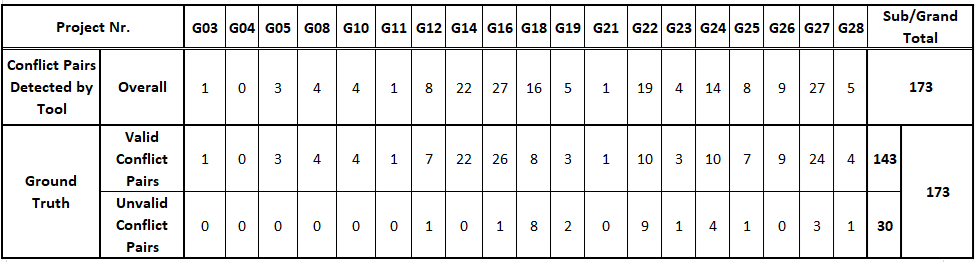 Project Nr. G03 G04 G05 G08 G10 G11 G12 G14 G16 G18 G19 G21 G22 G23 G24 G25 G26 G27 G28 Sub/Grand Total
Conflict Pairs Detected by Tool Overall 1 0 3 4 4 1 8 22 27 16 5 1 19 4 14 8 9 27 5 173
Ground Truth Valid Conflict Pairs 1 0 3 4 4 1 7 22 26 8 3 1 10 3 10 7 9 24 4 143 173
Unvalid Conflict Pairs 0 0 0 0 0 0 1 0 1 8 2 0 9 1 4 1 0 3 1 30